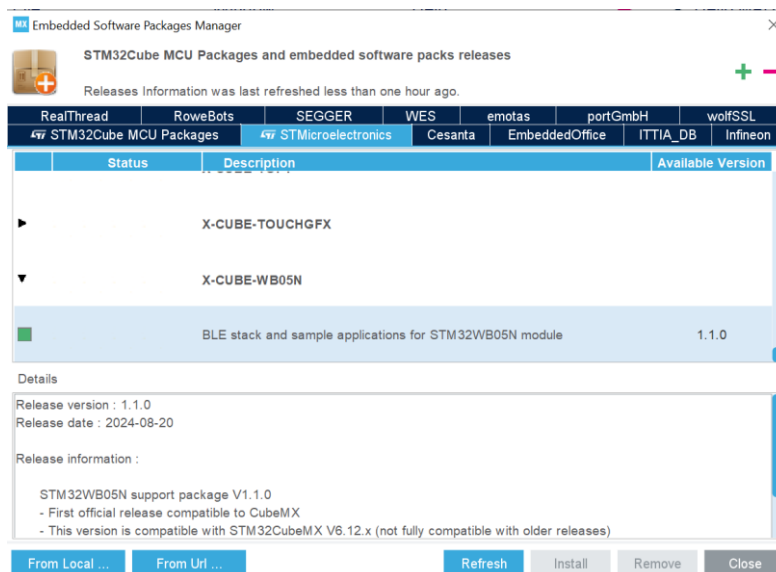 MX Embedded Software Packages Manager
STM32Cube MCU Packages and embedded software packs releases
Releases Information was last refreshed less than one hour ago.
RealThread RoweBots SEGGER WES emotas portGmbH wolfSSL
STM32Cube MCU Packages STMicroelectronics Cesanta EmbeddedOffice ITTIA_DB Infineon
Status Description Available Version
X-CUBE-TOUCHGFX
X-CUBE-WB05N
BLE stack and sample applications for STM32WB05N module 1.1.0
Details
Release version : 1.1.0
Release date : 2024-08-20
Release information :
STM32WB05N support package V1.1.0
- First official release compatible to CubeMX
- This version is compatible with STM32CubeMX V6.12.x (not fully compatible with older releases)
From Local ... From Url ... Refresh Install Remove Close